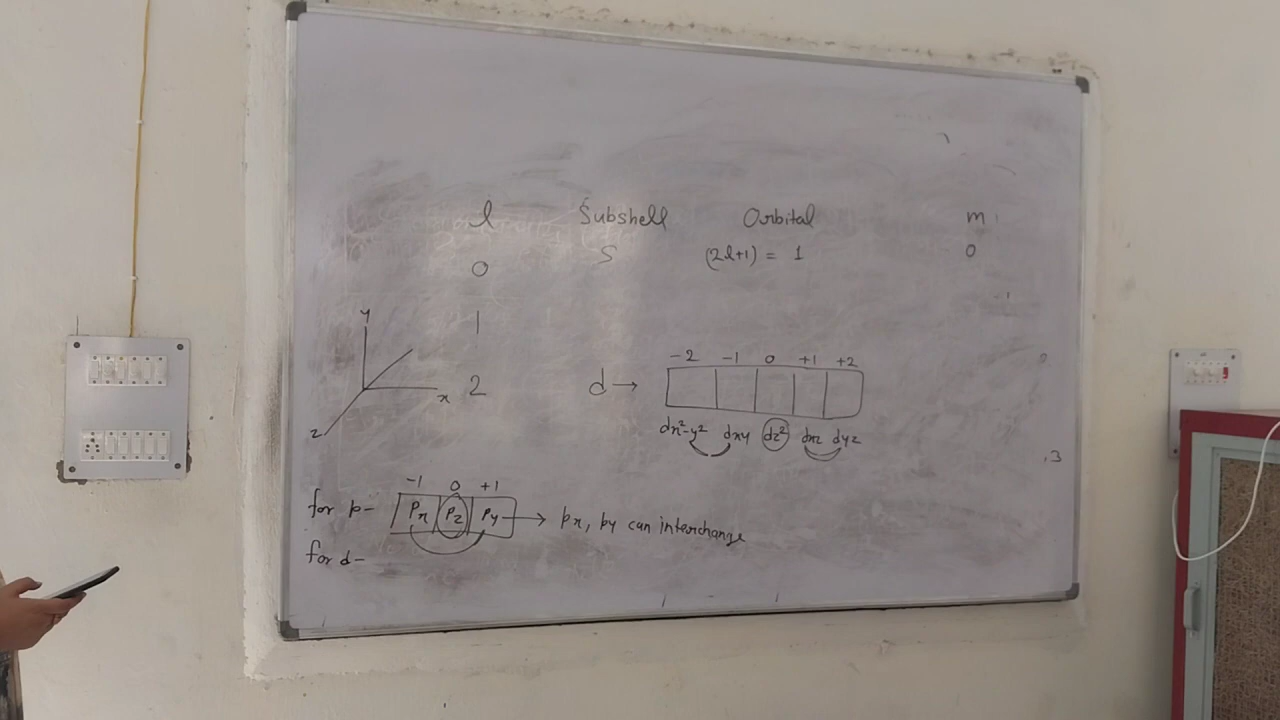 l Subshell Orbital m
0 S (2l+1) = 1 0
y
1
x
z
2 d →
-2 -1 0 +1 +2
dx²-y² dxy dz² dxz dyz
.3
-1 0 +1
for p- Px Pz Py → px, py can interchange
for d-